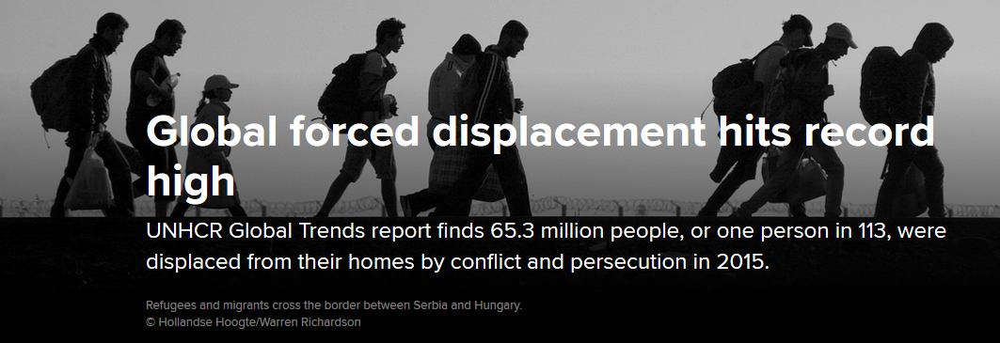 Global forced displacement hits record
high
UNHCR Global Trends report finds 65.3 million people, or one person in 113, were
displaced from their homes by conflict and persecution in 2015.
Refugees and migrants cross the border between Serbia and Hungary.
© Hollandse Hoogte/Warren Richardson